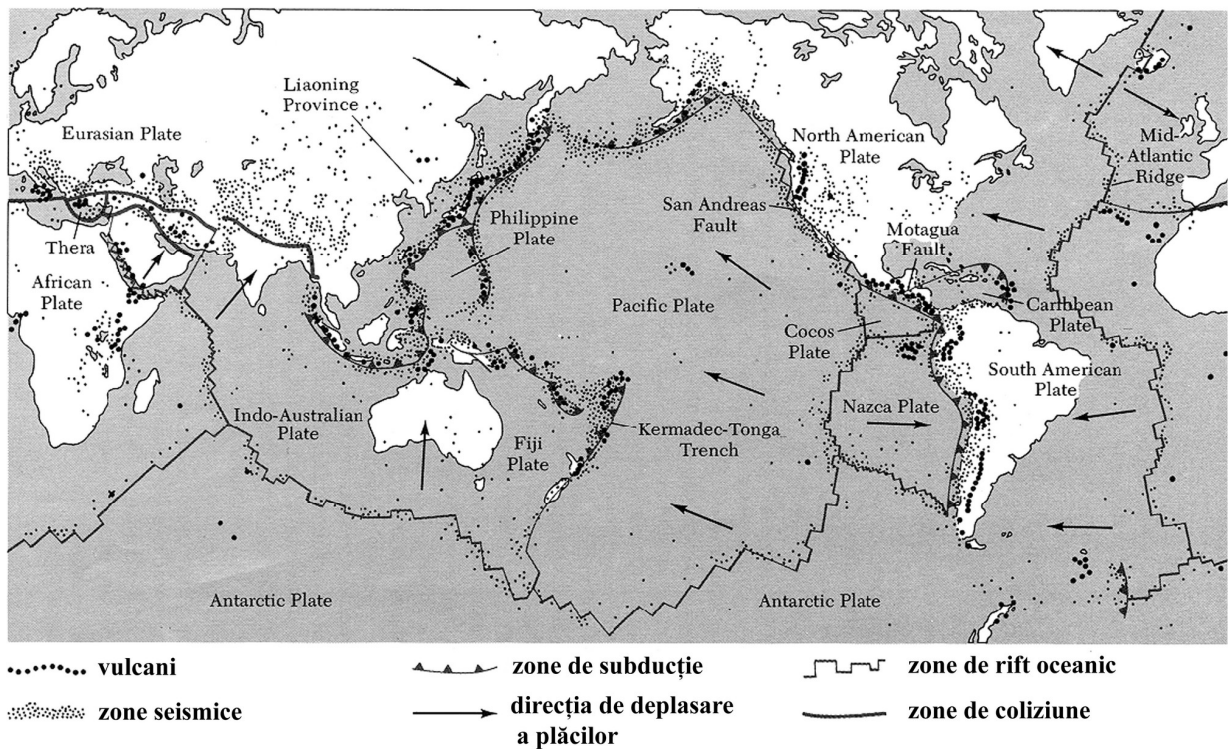 Liaoning
Province
Eurasian Plate
North American
Plate
Mid-
Atlantic
Ridge
Thera
Philippine
Plate
San Andreas
Fault
Motagua
Fault
African
Plate
Pacific Plate
Caribbean
Plate
Cocos
Plate
South American
Plate
Indo-Australian
Plate
Nazca Plate
Fiji
Plate
Kermadec-Tonga
Trench
Antarctic Plate
Antarctic Plate
vulcani
zone de subducție
zone de rift oceanic
zone seismice
direcția de deplasare
a plăcilor
zone de coliziune